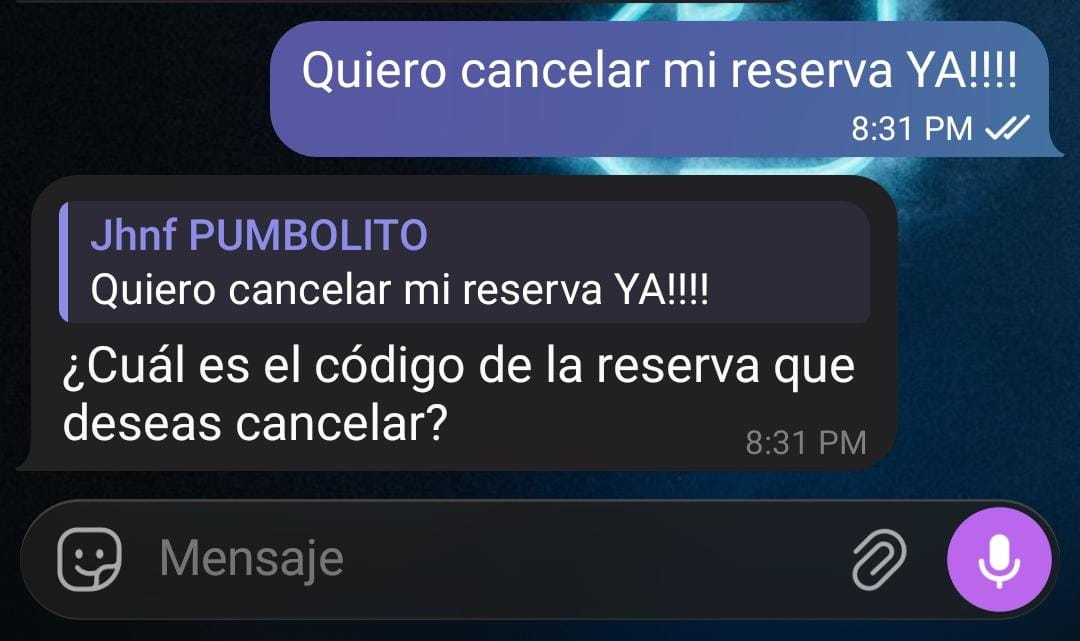 Quiero cancelar mi reserva YA!!!!
8:31 PM
Jhnf PUMBOLITO
Quiero cancelar mi reserva YA!!!!
¿Cuál es el código de la reserva que
deseas cancelar?
8:31 PM
Mensaje